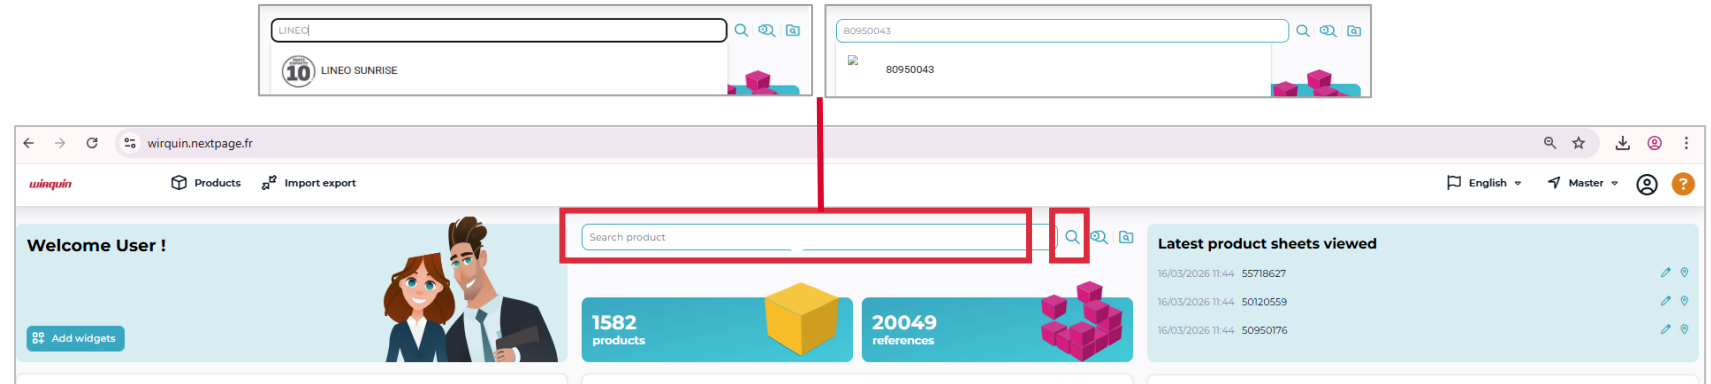 LINEO
LINEO SUNRISE
80950043
80950043
wirquin.nextpage.fr
wirquin
Products
Import export
English
Master
?
Welcome User !
Add widgets
Search product
1582
products
20049
references
Latest product sheets viewed
16/03/2026 11:44 55718627
16/03/2026 11:44 50120559
16/03/2026 11:44 50950176